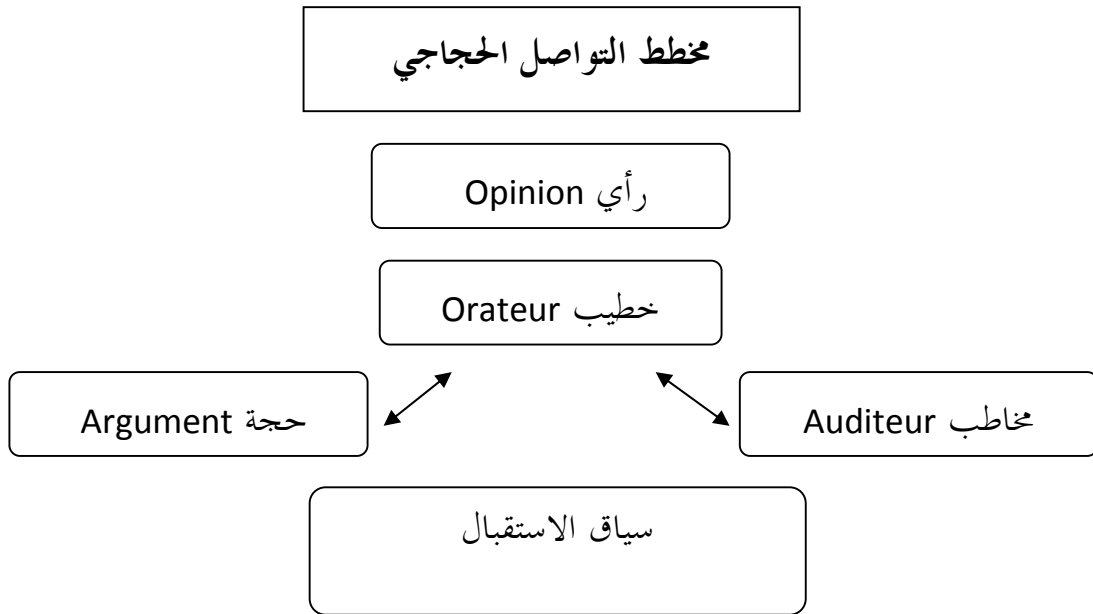 مخطط التواصل الحجاجي
رأي Opinion
خطيب Orateur
حجة Argument
مخاطب Auditeur
سياق الاستقبال